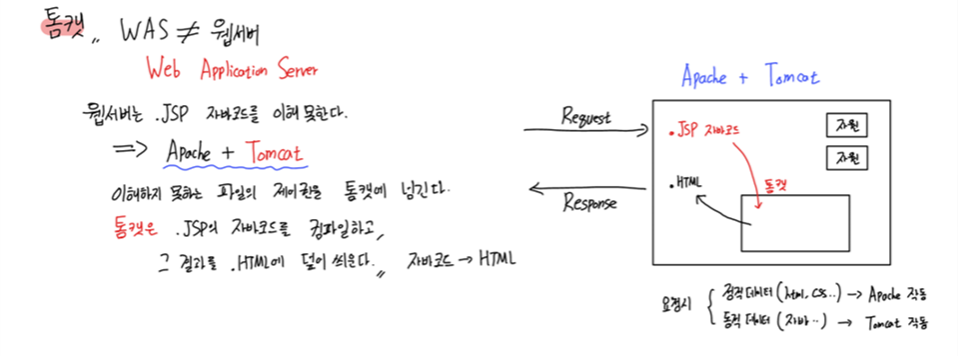 톰캣 〃 WAS ≠ 웹서버
Web Application Server
웹서버는 .JSP 자바코드를 이해 못한다.
⇒ Apache + Tomcat
이해하지 못하는 파일의 제어권을 톰캣에 넘긴다.
톰캣은 .JSP의 자바코드를 컴파일하고,
그 결과를 .HTML에 덮어 씌운다.〃 자바코드 → HTML
Request
Response
Apache + Tomcat
.JSP 자바코드
자원
자원
톰캣
.HTML
요청시
정적데이터 (html, css..) → Apache 작동
동적데이터 (자바..) → Tomcat 작동